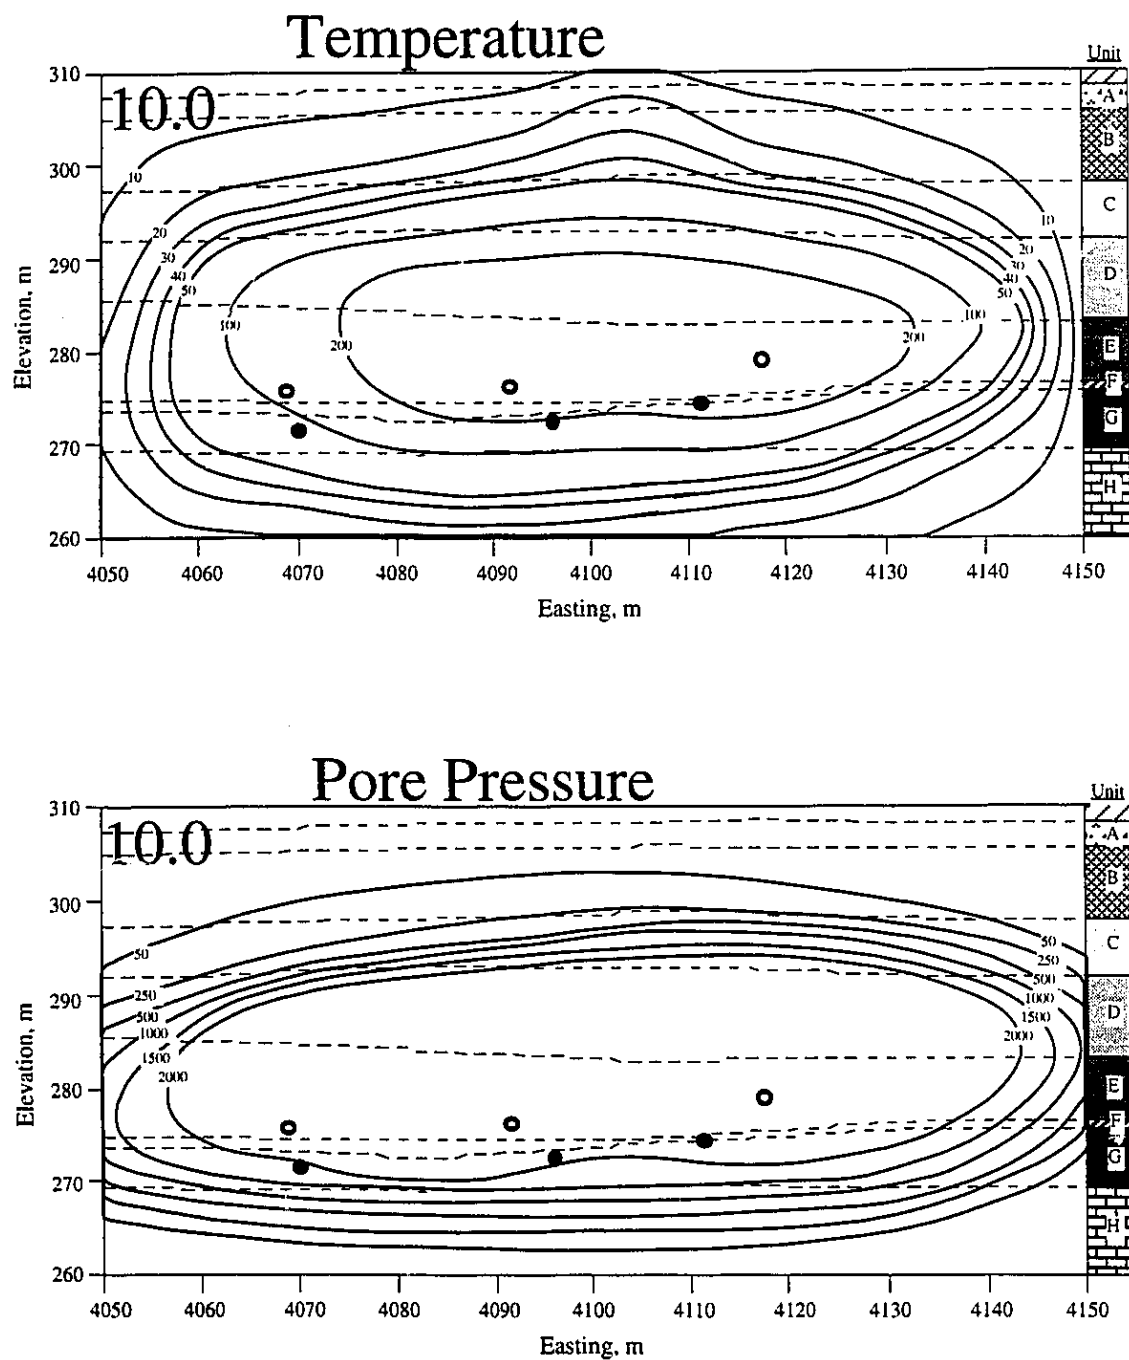 Temperature
Unit
310
10.0
A
B
300
10
C
10
20
20
30
30
290
40
40
50
50
D
100
100
200
200
E
280
F
G
270
H
260
4050 4060 4070 4080 4090 4100 4110 4120 4130 4140 4150
Elevation, m
Easting, m
Pore Pressure
Unit
310
10.0
A
B
300
50
50
C
250
250
290
500
500
1000
1000
D
1500
1500
2000
2000
280
E
F
G
270
H
260
4050 4060 4070 4080 4090 4100 4110 4120 4130 4140 4150
Elevation, m
Easting, m